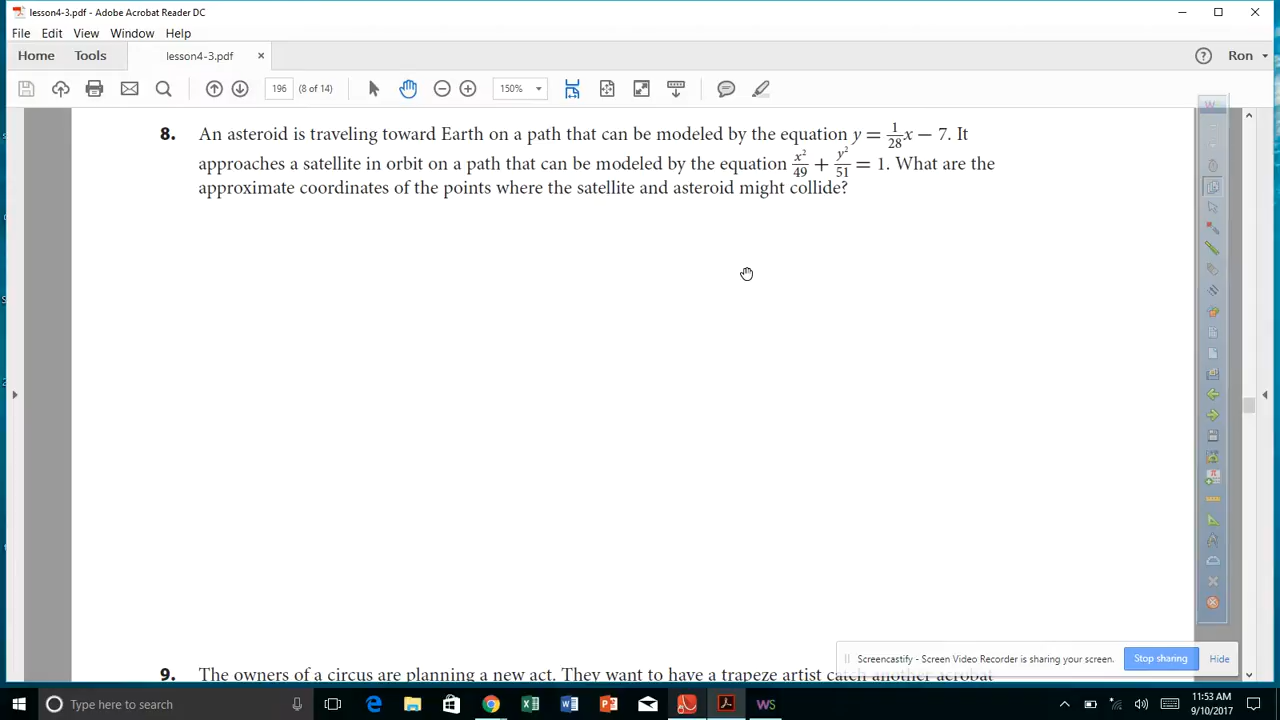 lesson4-3.pdf - Adobe Acrobat Reader DC
File Edit View Window Help
Home Tools lesson4-3.pdf × Ron
196 (8 of 14) 150%
8. An asteroid is traveling toward Earth on a path that can be modeled by the equation y = 1/28 x − 7. It
approaches a satellite in orbit on a path that can be modeled by the equation x²/49 + y²/51 = 1. What are the
approximate coordinates of the points where the satellite and asteroid might collide?
9. The owners of a circus are planning a new act. They want to have a trapeze artist catch another acrobat
Screencastify - Screen Video Recorder is sharing your screen. Stop sharing Hide
Type here to search
11:53 AM
9/10/2017